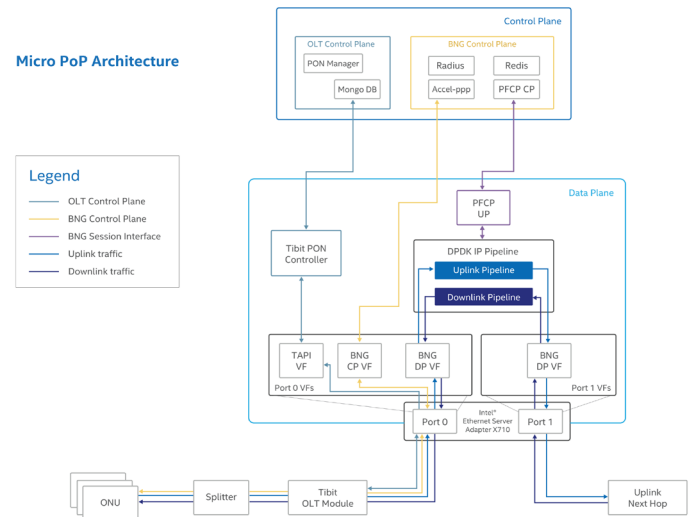 Control Plane
Micro PoP Architecture
OLT Control Plane
PON Manager
Mongo DB
BNG Control Plane
Radius
Redis
Accel-ppp
PFCP CP
Legend
OLT Control Plane
BNG Control Plane
BNG Session Interface
Uplink traffic
Downlink traffic
Data Plane
PFCP
UP
Tibit PON
Controller
DPDK IP Pipeline
Uplink Pipeline
Downlink Pipeline
TAPI
VF
BNG
CP VF
BNG
DP VF
Port 0 VFs
BNG
DP VF
Port 1 VFs
Port 0
Intel®
Ethernet Server
Adapter X710
Port 1
ONU
Splitter
Tibit
OLT Module
Uplink
Next Hop